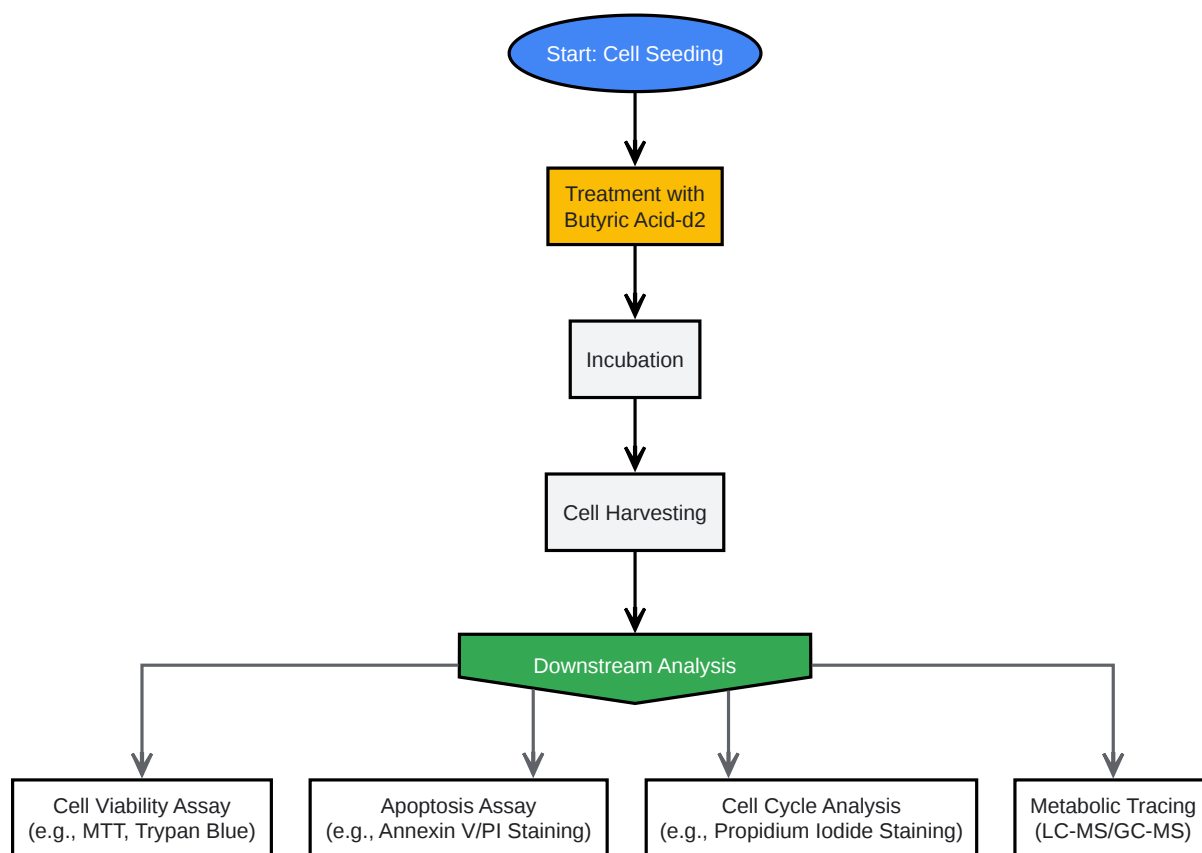 Start: Cell Seeding
Treatment with
Butyric Acid-d2
Incubation
Cell Harvesting
Downstream Analysis
Cell Viability Assay
(e.g., MTT, Trypan Blue)
Apoptosis Assay
(e.g., Annexin V/PI Staining)
Cell Cycle Analysis
(e.g., Propidium Iodide Staining)
Metabolic Tracing
(LC-MS/GC-MS)